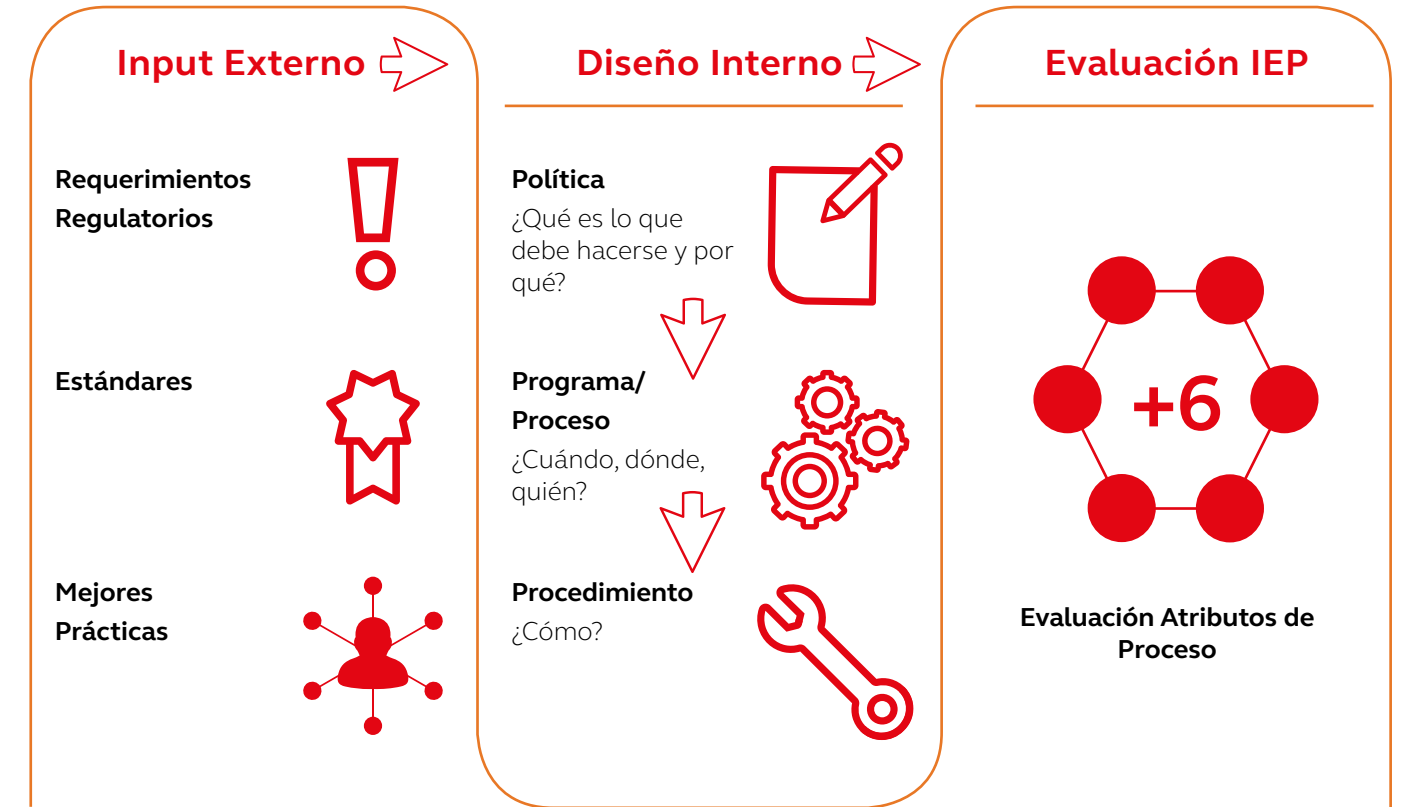 Input Externo
Requerimientos
Regulatorios
Estándares
Mejores
Prácticas
Diseño Interno
Política
¿Qué es lo que
debe hacerse y por
qué?
Programa/
Proceso
¿Cuándo, dónde,
quién?
Procedimiento
¿Cómo?
Evaluación IEP
+6
Evaluación Atributos de
Proceso